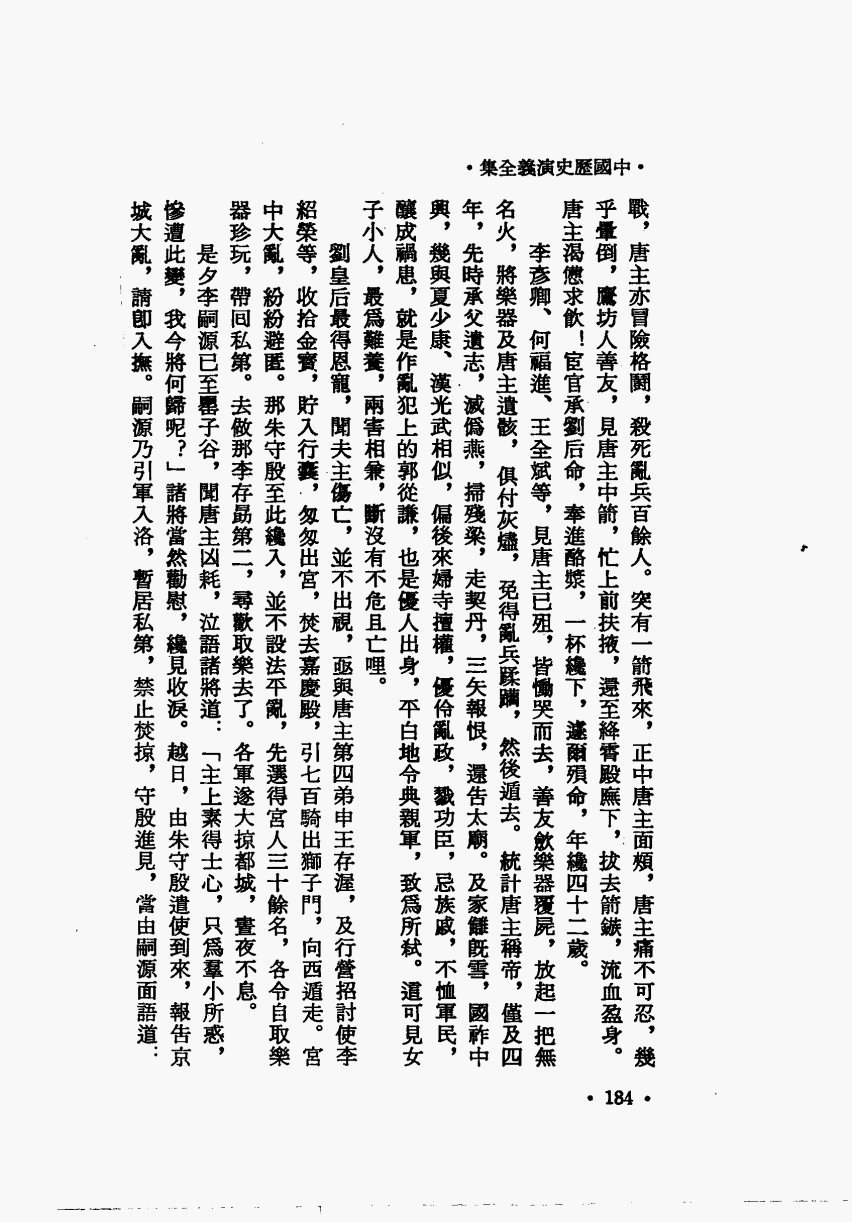 ・中國歷史演義全集・
戰，唐主亦冒險格鬭，殺死亂兵百餘人。突有一箭飛來，正中唐主面頰，唐主痛不可忍，幾
乎暈倒，鷹坊人善友，見唐主中箭，忙上前扶掖，還至絳霄殿廡下，拔去箭鏃，流血盈身。
唐主渴懣求飲！宦官承劉后命，奉進酪漿，一杯纔下，遽爾殞命，年纔四十二歲。
李彥卿、何福進、王全斌等，見唐主已殂，皆慟哭而去，善友斂樂器覆屍，放起一把無
名火，將樂器及唐主遺骸，俱付灰燼，免得亂兵蹂躪，然後遁去。統計唐主稱帝，僅及四
年，先時承父遺志，滅僞燕，掃殘梁，走契丹，三矢報恨，還告太廟。及家讎旣雪，國祚中
興，幾與夏少康、漢光武相似，偏後來婦寺擅權，優伶亂政，戮功臣，忌族戚，不恤軍民，
釀成禍患，就是作亂犯上的郭從謙，也是優人出身，平白地令典親軍，致爲所弒。這可見女
子小人，最爲難養，兩害相兼，斷沒有不危且亡哩。
劉皇后最得恩寵，聞夫主傷亡，並不出視，亟與唐主第四弟申王存渥，及行營招討使李
紹榮等，收拾金寶，貯入行囊，匆匆出宮，焚去嘉慶殿，引七百騎出獅子門，向西遁走。宮
中大亂，紛紛避匿。那朱守殷至此纔入，並不設法平亂，先選得宮人三十餘名，各令自取樂
器珍玩，帶回私第。去做那李存勗第二，尋歡取樂去了。各軍遂大掠都城，晝夜不息。
是夕李嗣源已至罌子谷，聞唐主凶耗，泣語諸將道：「主上素得士心，只爲羣小所惑，
慘遭此變，我今將何歸呢？」諸將當然勸慰，纔見收淚。越日，由朱守殷遣使到來，報告京
城大亂，請卽入撫。嗣源乃引軍入洛，暫居私第，禁止焚掠，守殷進見，當由嗣源面語道：
・184・